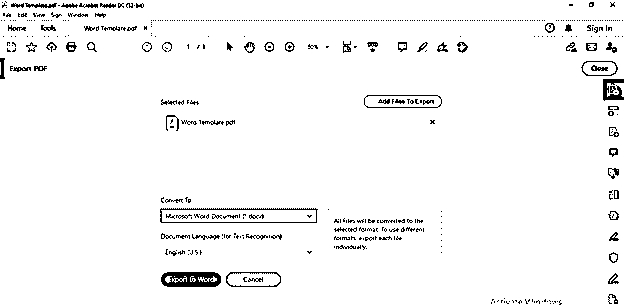 Word Template.pdf - Adobe Acrobat Reader DC (32-bit)
File Edit View Sign Window Help
Home Tools Word Template.pdf × Sign In
1 / 1 50%
Export PDF Close
Selected Files Add Files To Export
Word Template.pdf ×
Convert To
Microsoft Word Document (*.docx)
All files will be converted to the
selected format. To use different
formats, export each file
individually.
Document Language (for Text Recognition)
English (U.S.)
Export To Word Cancel